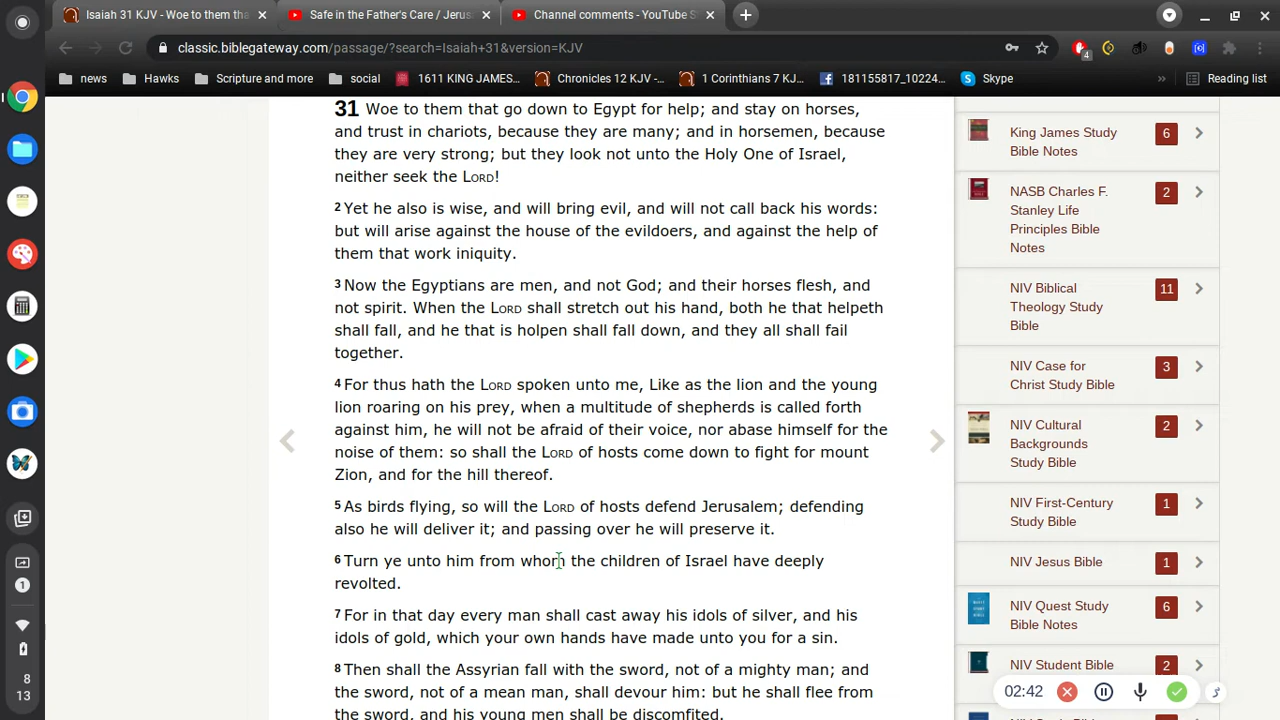 Isaiah 31 KJV - Woe to them tha
Safe in the Father's Care / Jerus
Channel comments - YouTube S
classic.biblegateway.com/passage/?search=Isaiah+31&version=KJV
4
news
Hawks
Scripture and more
social
1611 KING JAMES...
Chronicles 12 KJV -...
1 Corinthians 7 KJ...
181155817_10224...
Skype
»
Reading list
31 Woe to them that go down to Egypt for help; and stay on horses,
and trust in chariots, because they are many; and in horsemen, because
they are very strong; but they look not unto the Holy One of Israel,
neither seek the LORD!
2 Yet he also is wise, and will bring evil, and will not call back his words:
but will arise against the house of the evildoers, and against the help of
them that work iniquity.
3 Now the Egyptians are men, and not God; and their horses flesh, and
not spirit. When the LORD shall stretch out his hand, both he that helpeth
shall fall, and he that is holpen shall fall down, and they all shall fail
together.
4 For thus hath the LORD spoken unto me, Like as the lion and the young
lion roaring on his prey, when a multitude of shepherds is called forth
against him, he will not be afraid of their voice, nor abase himself for the
noise of them: so shall the LORD of hosts come down to fight for mount
Zion, and for the hill thereof.
5 As birds flying, so will the LORD of hosts defend Jerusalem; defending
also he will deliver it; and passing over he will preserve it.
6 Turn ye unto him from whom the children of Israel have deeply
revolted.
7 For in that day every man shall cast away his idols of silver, and his
idols of gold, which your own hands have made unto you for a sin.
8 Then shall the Assyrian fall with the sword, not of a mighty man; and
the sword, not of a mean man, shall devour him: but he shall flee from
the sword, and his young men shall be discomfited.
King James Study
Bible Notes
6
NASB Charles F.
Stanley Life
Principles Bible
Notes
2
NIV Biblical
Theology Study
Bible
11
NIV Case for
Christ Study Bible
3
NIV Cultural
Backgrounds
Study Bible
2
NIV First-Century
Study Bible
1
NIV Jesus Bible
1
NIV Quest Study
Bible Notes
6
NIV Student Bible
2
02:42
1
8
13